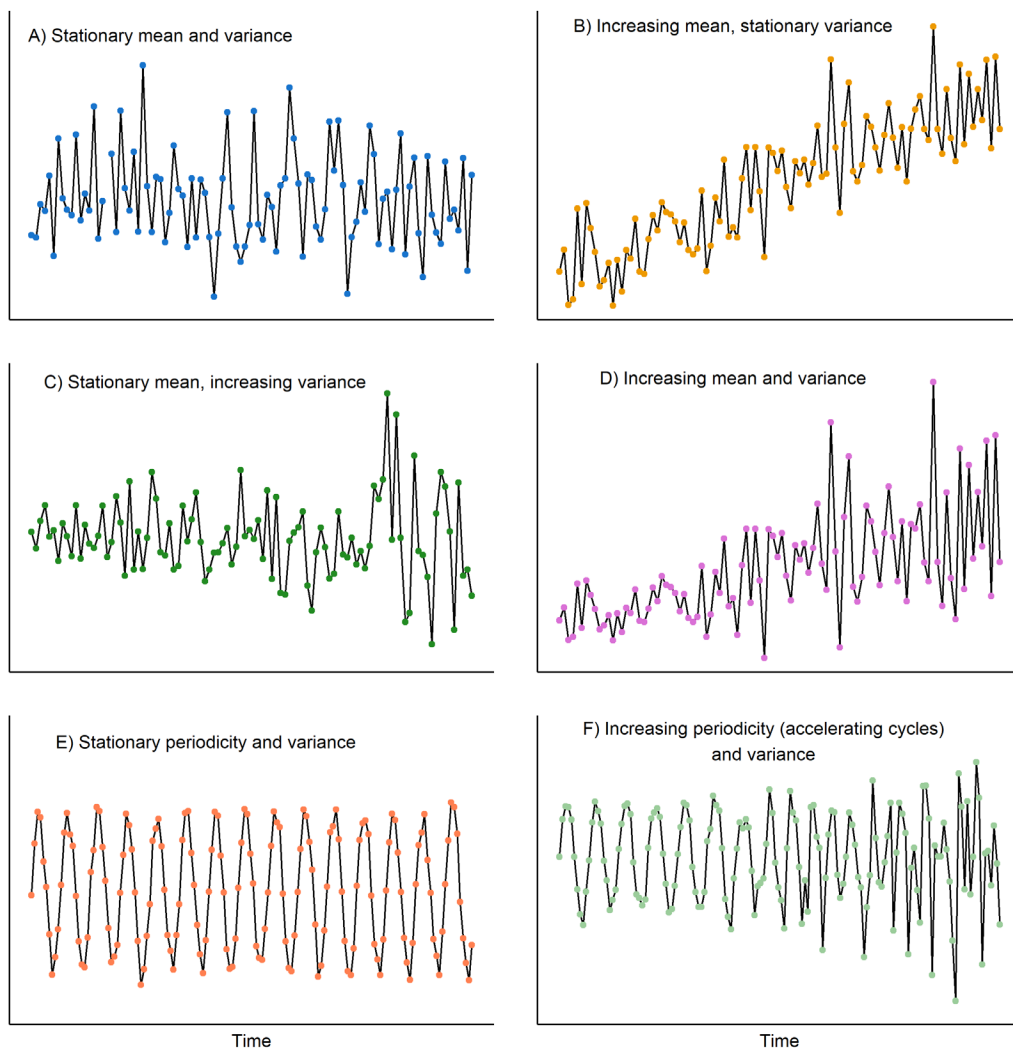 A) Stationary mean and variance
B) Increasing mean, stationary variance
C) Stationary mean, increasing variance
D) Increasing mean and variance
E) Stationary periodicity and variance
F) Increasing periodicity (accelerating cycles)
and variance
Time
Time